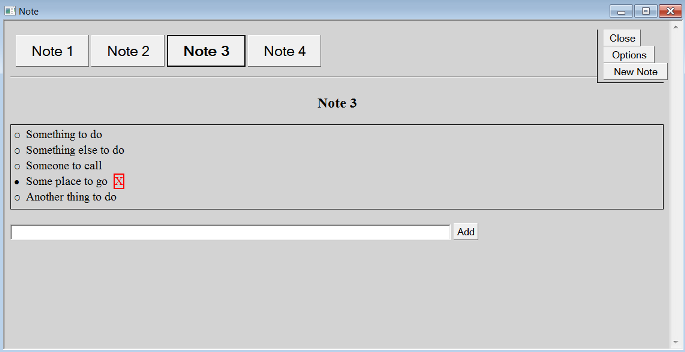 Note
Note 1 Note 2 Note 3 Note 4
Close
Options
New Note
Note 3
Something to do
Something else to do
Someone to call
Some place to go X
Another thing to do
Add